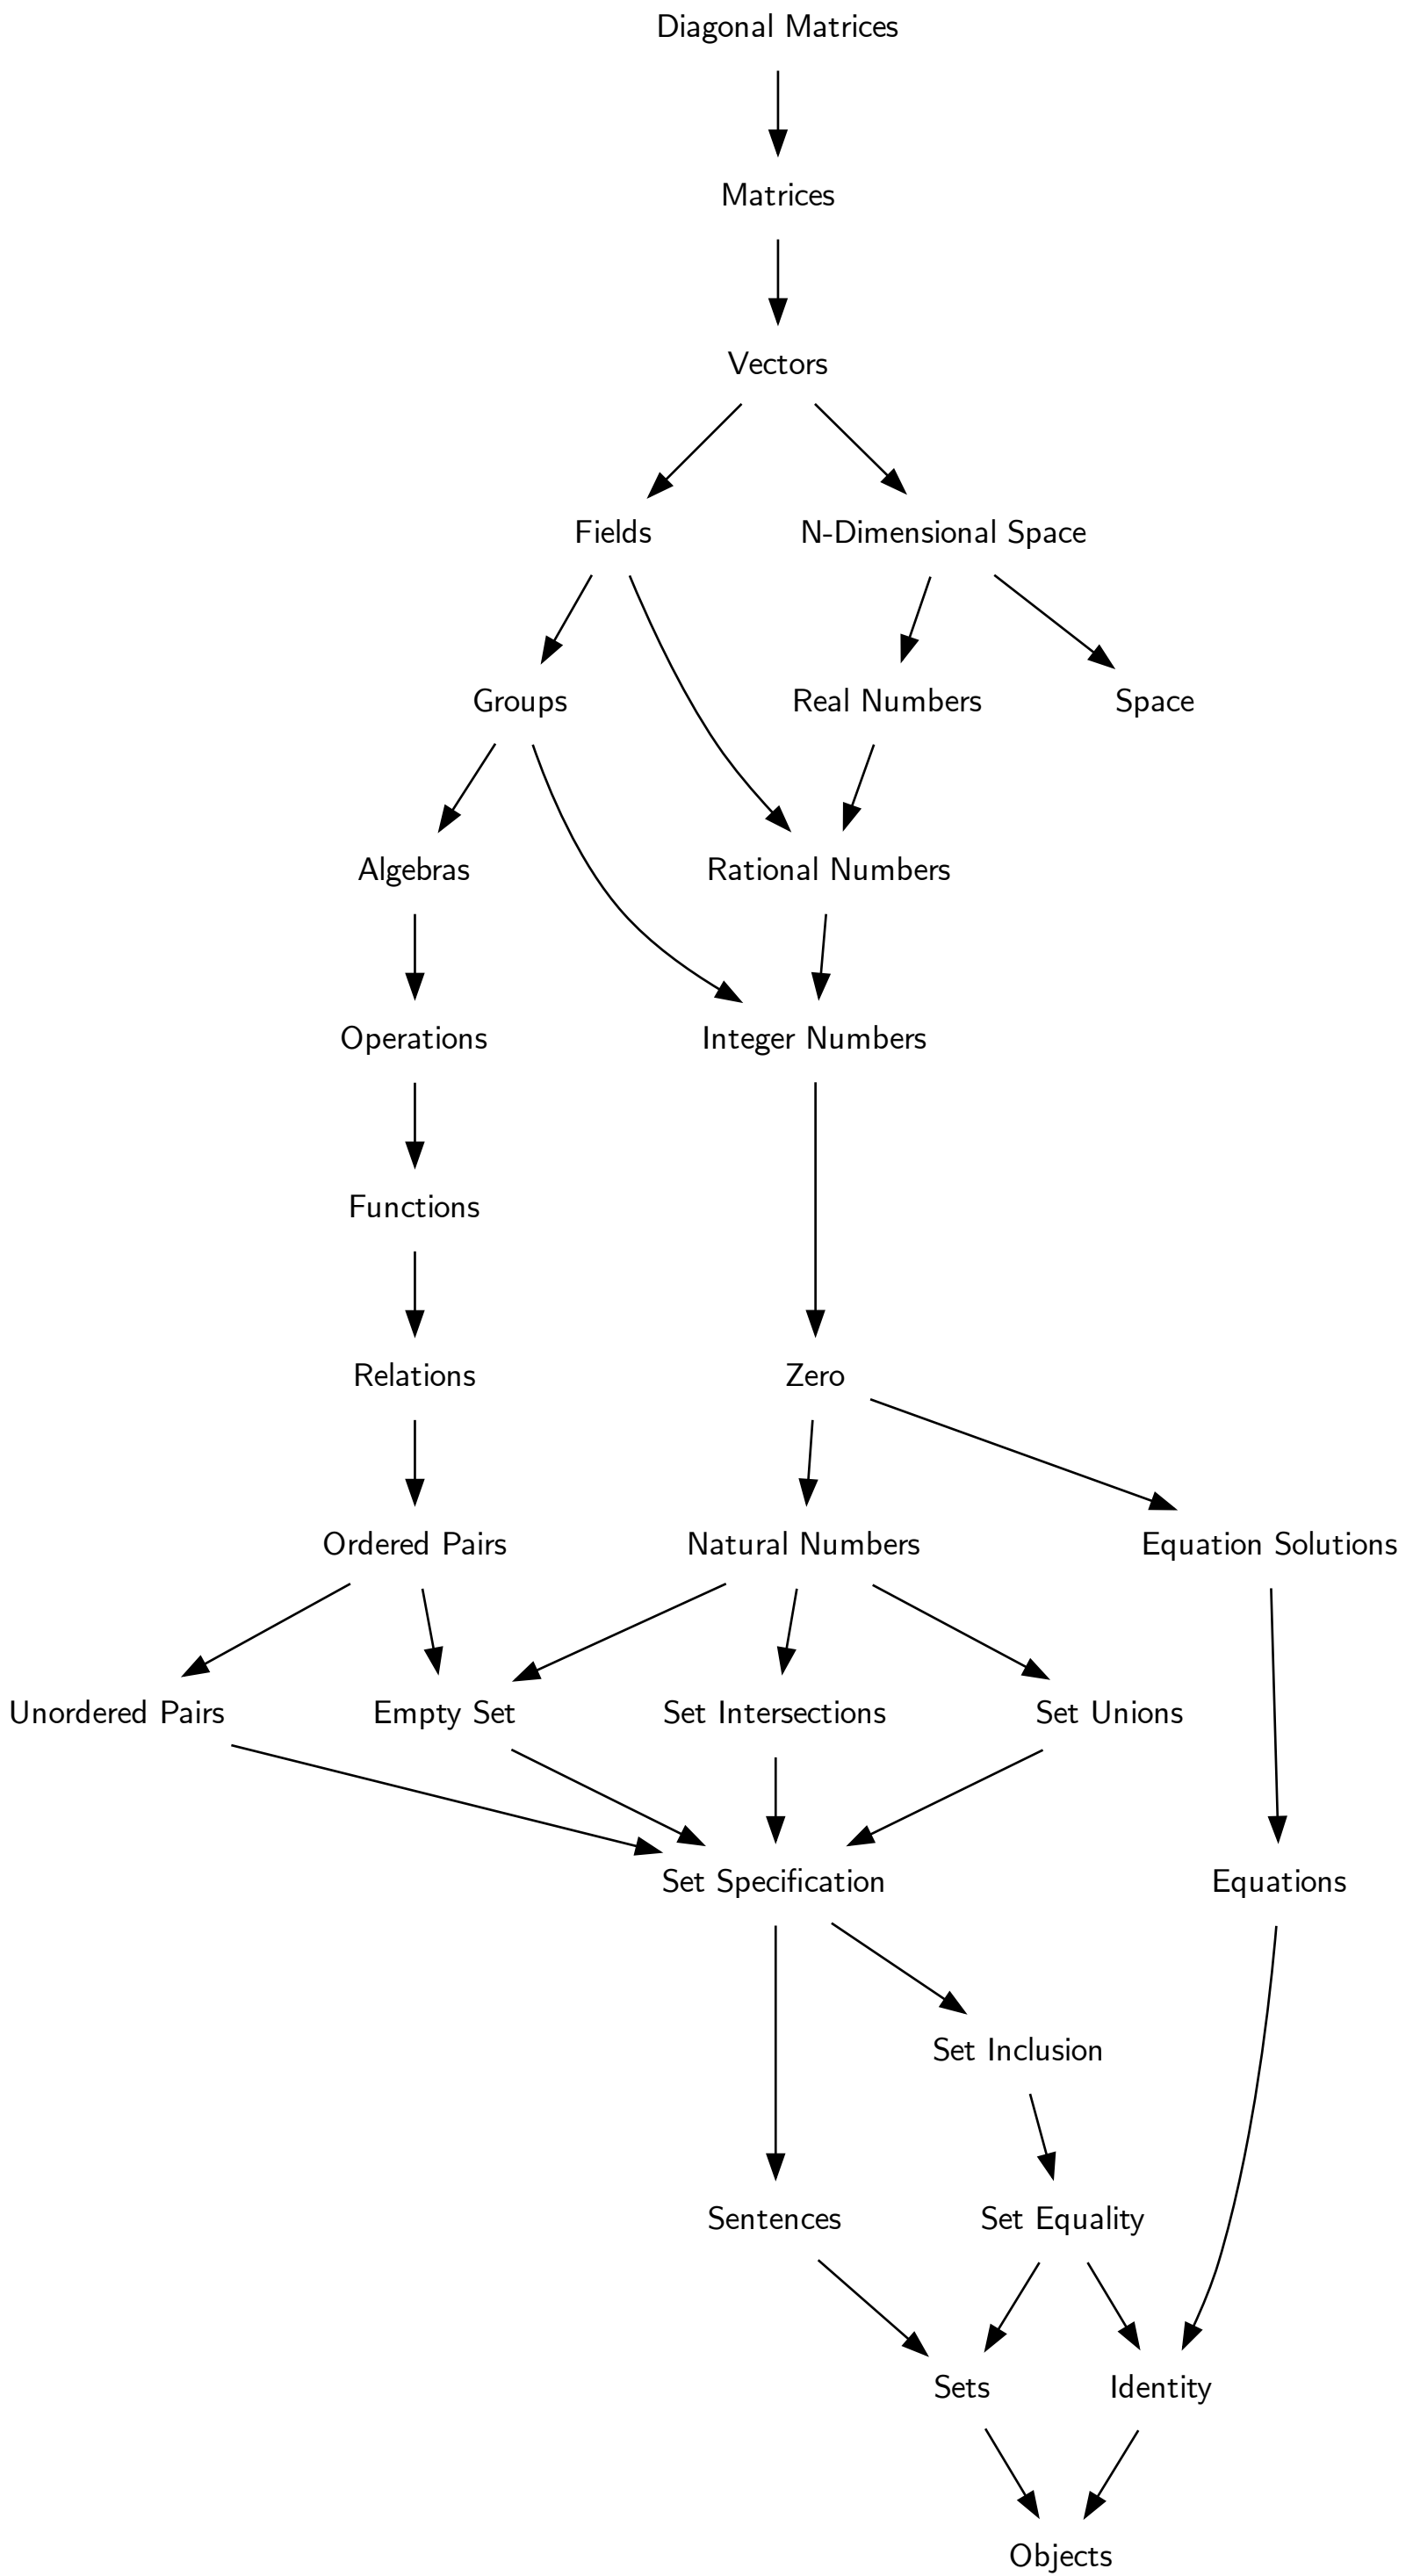 Diagonal Matrices
Matrices
Vectors
Fields
N-Dimensional Space
Groups
Real Numbers
Space
Algebras
Rational Numbers
Operations
Integer Numbers
Functions
Relations
Zero
Ordered Pairs
Natural Numbers
Equation Solutions
Unordered Pairs
Empty Set
Set Intersections
Set Unions
Set Specification
Equations
Set Inclusion
Sentences
Set Equality
Sets
Identity
Objects